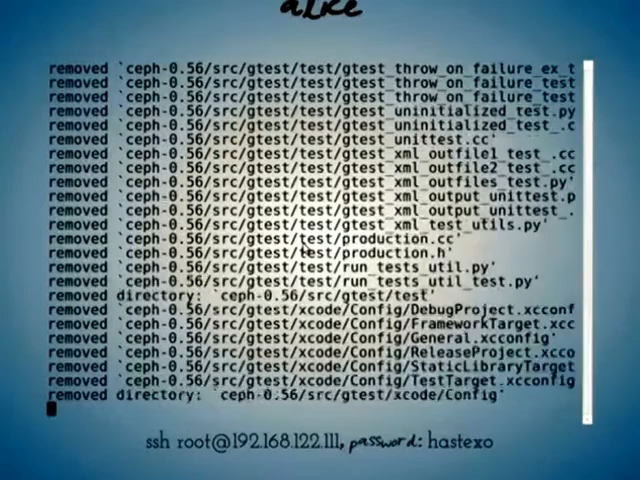 alice
removed `ceph-0.56/src/gtest/test/gtest_throw_on_failure_ex_t
removed `ceph-0.56/src/gtest/test/gtest_throw_on_failure_test
removed `ceph-0.56/src/gtest/test/gtest_throw_on_failure_test
removed `ceph-0.56/src/gtest/test/gtest_uninitialized_test.py
removed `ceph-0.56/src/gtest/test/gtest_uninitialized_test_.c
removed `ceph-0.56/src/gtest/test/gtest_unittest.cc'
removed `ceph-0.56/src/gtest/test/gtest_xml_outfile1_test_.cc
removed `ceph-0.56/src/gtest/test/gtest_xml_outfile2_test_.cc
removed `ceph-0.56/src/gtest/test/gtest_xml_outfiles_test.py'
removed `ceph-0.56/src/gtest/test/gtest_xml_output_unittest.p
removed `ceph-0.56/src/gtest/test/gtest_xml_output_unittest_.
removed `ceph-0.56/src/gtest/test/gtest_xml_test_utils.py'
removed `ceph-0.56/src/gtest/test/production.cc'
removed `ceph-0.56/src/gtest/test/production.h'
removed `ceph-0.56/src/gtest/test/run_tests_util.py'
removed `ceph-0.56/src/gtest/test/run_tests_util_test.py'
removed directory: `ceph-0.56/src/gtest/test'
removed `ceph-0.56/src/gtest/xcode/Config/DebugProject.xcconf
removed `ceph-0.56/src/gtest/xcode/Config/FrameworkTarget.xcc
removed `ceph-0.56/src/gtest/xcode/Config/General.xcconfig'
removed `ceph-0.56/src/gtest/xcode/Config/ReleaseProject.xcco
removed `ceph-0.56/src/gtest/xcode/Config/StaticLibraryTarget
removed `ceph-0.56/src/gtest/xcode/Config/TestTarget.xcconfig
removed directory: `ceph-0.56/src/gtest/xcode/Config'
ssh root@192.168.122.111, password: hastexo